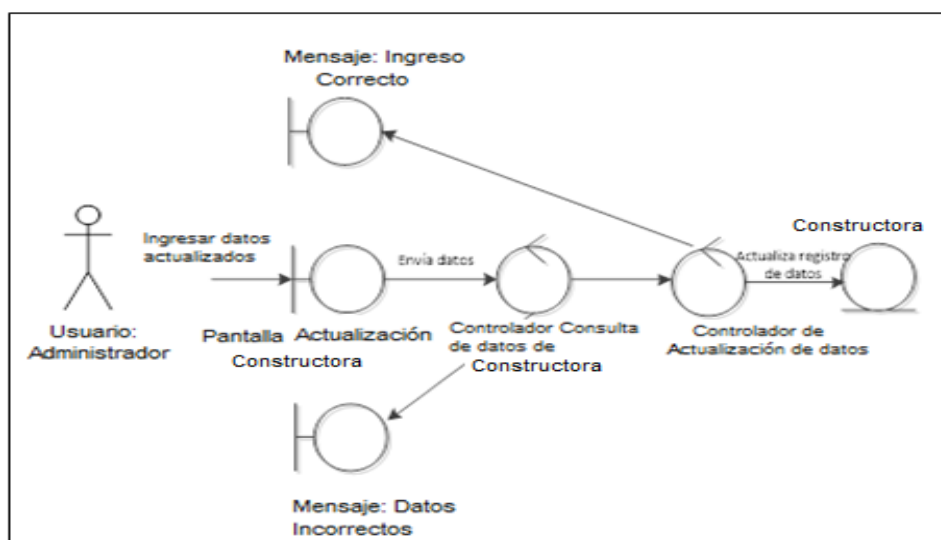 Mensaje: Ingreso
Correcto
Constructora
Ingresar datos
actualizados
Envía datos
Actualiza registro
de datos
Usuario:
Administrador
Pantalla Actualización
Constructora
Controlador Consulta
de datos de
Constructora
Controlador de
Actualización de datos
Mensaje: Datos
Incorrectos